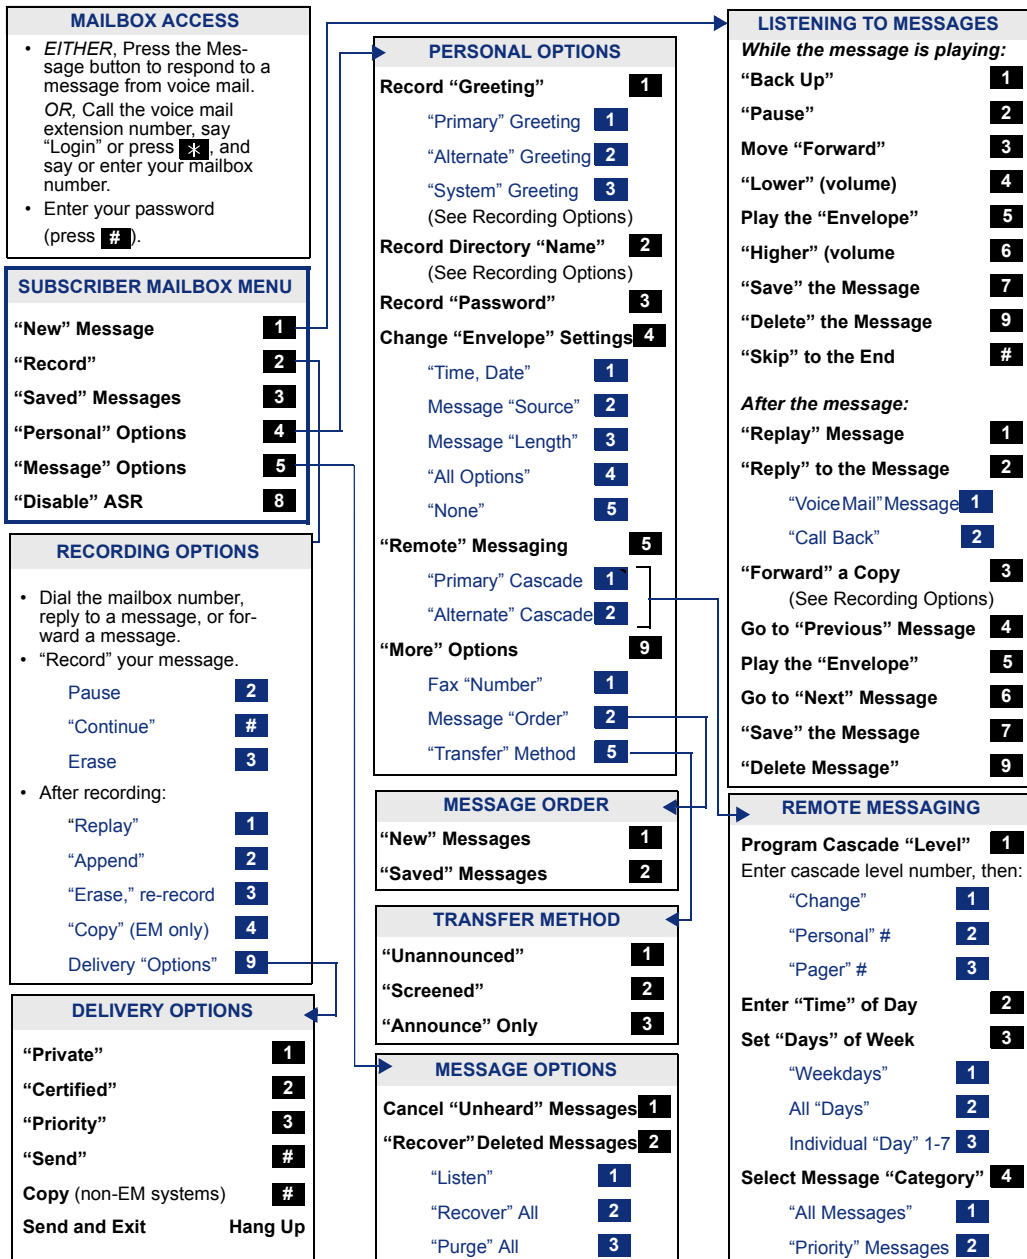 MAILBOX ACCESS
• EITHER, Press the Mes-
sage button to respond to a
message from voice mail.
OR, Call the voice mail
extension number, say
“Login” or press * , and
say or enter your mailbox
number.
• Enter your password
(press # ).
SUBSCRIBER MAILBOX MENU
“New” Message 1
“Record” 2
“Saved” Messages 3
“Personal” Options 4
“Message” Options 5
“Disable” ASR 8
RECORDING OPTIONS
• Dial the mailbox number,
reply to a message, or for-
ward a message.
• “Record” your message.
Pause 2
“Continue” #
Erase 3
• After recording:
“Replay” 1
“Append” 2
“Erase,” re-record 3
“Copy” (EM only) 4
Delivery “Options” 9
DELIVERY OPTIONS
“Private” 1
“Certified” 2
“Priority” 3
“Send” #
Copy (non-EM systems) #
Send and Exit Hang Up
PERSONAL OPTIONS
Record “Greeting” 1
“Primary” Greeting 1
“Alternate” Greeting 2
“System” Greeting 3
(See Recording Options)
Record Directory “Name” 2
(See Recording Options)
Record “Password” 3
Change “Envelope” Settings 4
“Time, Date” 1
Message “Source” 2
Message “Length” 3
“All Options” 4
“None” 5
“Remote” Messaging 5
“Primary” Cascade 1
“Alternate” Cascade 2
“More” Options 9
Fax “Number” 1
Message “Order” 2
“Transfer” Method 5
MESSAGE ORDER
“New” Messages 1
“Saved” Messages 2
TRANSFER METHOD
“Unannounced” 1
“Screened” 2
“Announce” Only 3
MESSAGE OPTIONS
Cancel “Unheard” Messages 1
“Recover” Deleted Messages 2
“Listen” 1
“Recover” All 2
“Purge” All 3
LISTENING TO MESSAGES
While the message is playing:
“Back Up” 1
“Pause” 2
Move “Forward” 3
“Lower” (volume) 4
Play the “Envelope” 5
“Higher” (volume 6
“Save” the Message 7
“Delete” the Message 9
“Skip” to the End #
After the message:
“Replay” Message 1
“Reply” to the Message 2
“Voice Mail” Message 1
“Call Back” 2
“Forward” a Copy 3
(See Recording Options)
Go to “Previous” Message 4
Play the “Envelope” 5
Go to “Next” Message 6
“Save” the Message 7
“Delete Message” 9
REMOTE MESSAGING
Program Cascade “Level” 1
Enter cascade level number, then:
“Change” 1
“Personal” # 2
“Pager” # 3
Enter “Time” of Day 2
Set “Days” of Week 3
“Weekdays” 1
All “Days” 2
Individual “Day” 1-7 3
Select Message “Category” 4
“All Messages” 1
“Priority” Messages 2